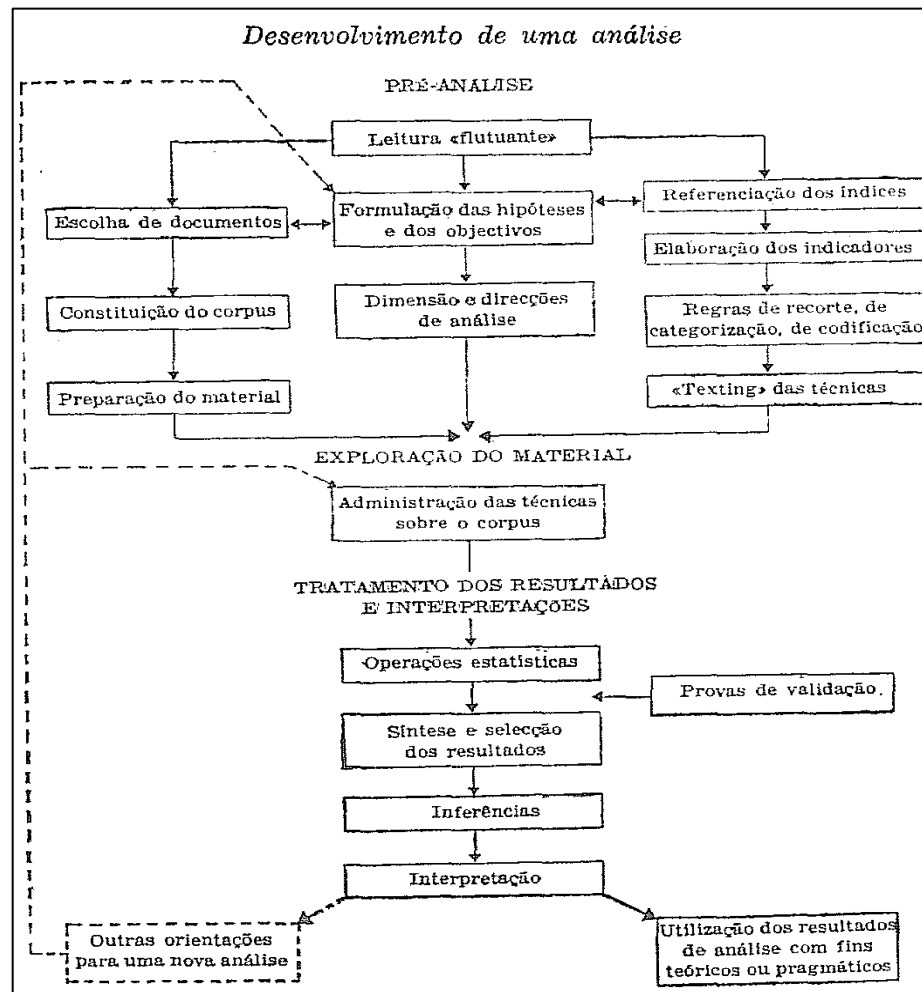 Desenvolvimento de uma análise
PRÉ-ANÁLISE
Leitura «flutuante»
Escolha de documentos
Formulação das hipóteses
e dos objectivos
Referenciação dos índices
Elaboração dos indicadores
Constituição do corpus
Dimensão e direcções
de análise
Regras de recorte, de
categorização, de codificação
Preparação do material
«Texting» das técnicas
EXPLORAÇÃO DO MATERIAL
Administração das técnicas
sobre o corpus
TRATAMENTO DOS RESULTADOS
E INTERPRETAÇÕES
Operações estatísticas
Provas de validação.
Síntese e selecção
dos resultados
Inferências
Interpretação
Outras orientações
para uma nova análise
Utilização dos resultados
de análise com fins
teóricos ou pragmáticos